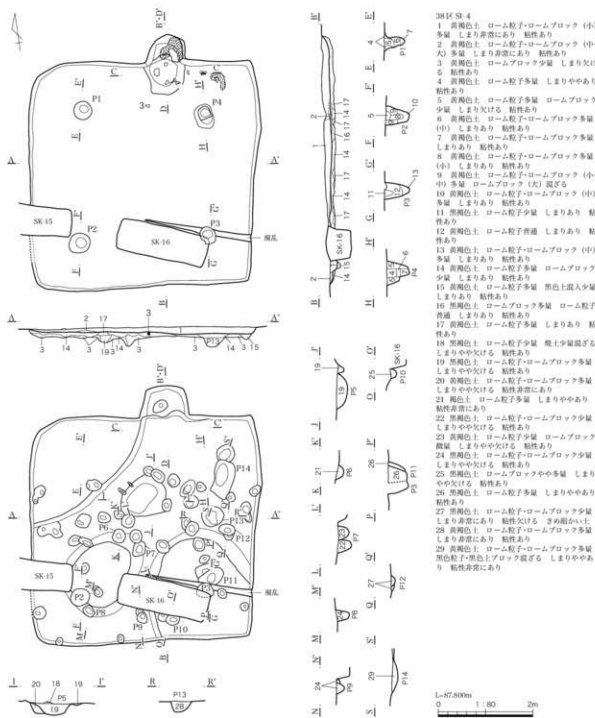 38区 SI-4
1 黄褐色土 ローム粒子・ロームブロック (小)
多量 しまり非常にあり 粘性あり
2 黄褐色土 ローム粒子・ロームブロック (中・
大) 多量 しまり非常にあり 粘性あり
3 黄褐色土 ロームブロック少量 しまり欠け
る 粘性あり
4 黄褐色土 ローム粒子多量 しまりややあり
粘性あり
5 黄褐色土 ローム粒子多量 ロームブロック
少量 しまり欠ける 粘性あり
6 黄褐色土 ローム粒子・ロームブロック多量
(中) しまりあり 粘性あり
7 黄褐色土 ローム粒子・ロームブロック多量
しまりあり 粘性あり
8 黄褐色土 ローム粒子・ロームブロック多量
(小) しまりあり 粘性あり
9 黄褐色土 ローム粒子・ロームブロック (小・
中) 多量 ロームブロック (大) 混ざる
10 黄褐色土 ローム粒子・ロームブロック (中)
多量 しまりあり 粘性あり
11 黒褐色土 ローム粒子少量 しまりあり 粘
性あり
12 黄褐色土 ローム粒子普通 しまりあり 粘
性あり
13 黄褐色土 ローム粒子・ロームブロック (中)
多量 しまりあり 粘性あり
14 黄褐色土 ローム粒子多量 ロームブロック
少量 しまりあり 粘性あり
15 黄褐色土 ローム粒子多量 黒色土混入少量
しまりあり 粘性あり
16 黒褐色土 ロームブロック多量 ローム粒子
普通 しまりあり 粘性あり
17 黄褐色土 ローム粒子多量 しまりあり 粘
性あり
18 黒褐色土 ローム粒子少量 焼土少量混ざる
しまりやや欠ける 粘性あり
19 黒褐色土 ローム粒子・ロームブロック多量
しまりやや欠ける 粘性あり
20 黄褐色土 ローム粒子・ロームブロック多量
しまりやや欠ける 粘性非常にあり
21 褐色土 ローム粒子多量 しまりややあり
粘性非常にあり
22 黒褐色土 ローム粒子・ロームブロック少量
しまりやや欠ける 粘性あり
23 黄褐色土 ローム粒子少量 ロームブロック
微量 しまりやや欠ける 粘性あり
24 黒褐色土 ローム粒子・ロームブロック少量
しまりやや欠ける 粘性あり
25 黒褐色土 ロームブロックやや多量 しまり
やや欠ける 粘性あり
26 黒褐色土 ローム粒子多量 しまりややあり
粘性あり
27 黒褐色土 ローム粒子・ロームブロック少量
しまり非常にあり 粘性欠ける きめ細かい土
28 黄褐色土 ローム粒子・ロームブロック多量
しまり非常にあり 粘性あり
29 黄褐色土 ローム粒子・ロームブロック多量
黒色粒子・黒色土ブロック混ざる しまりややあ
り 粘性非常にあり
L=87.800m
0 1:80 2m
P1
P4
A
A'
SK-15
SK-16
P2
P3
攪乱
P14
P6
P7
P13
P12
P11
P8
P9
P10
I
I'
R
R'
20 18 P5 19
19
P13
28